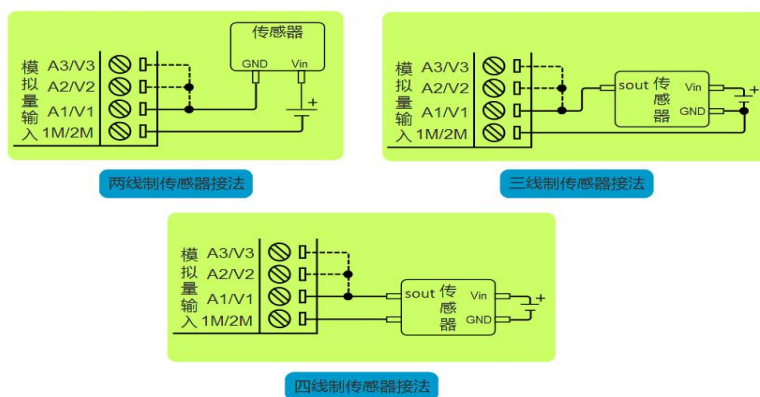 传感器
GND Vin
+
模拟量输入
A3/V3
A2/V2
A1/V1
1M/2M
两线制传感器接法
模拟量输入
A3/V3
A2/V2
A1/V1
1M/2M
sout 传感器 Vin
GND
+
三线制传感器接法
模拟量输入
A3/V3
A2/V2
A1/V1
1M/2M
sout 传感器 Vin
GND
+
四线制传感器接法